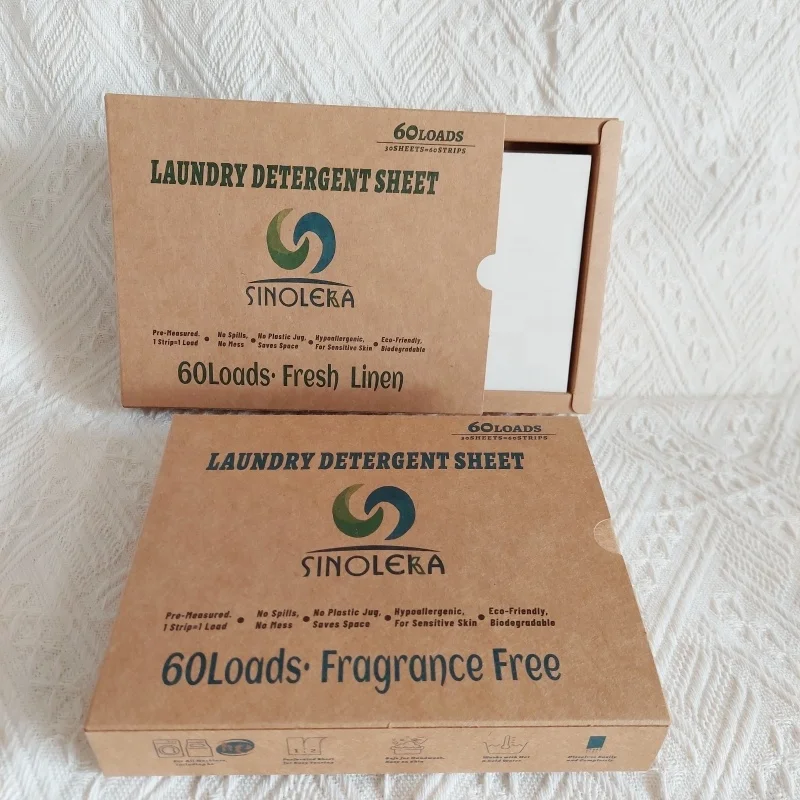 60LOADS
30SHEETS=60STRIPS
LAUNDRY DETERGENT SHEET
SINOLEKA
Pre-Measured, 1 Strip=1 Load • No Spills, No Mess • No Plastic Jug, Saves Space • Hypoallergenic, For Sensitive Skin • Eco-Friendly, Biodegradable
60Loads· Fresh Linen
60LOADS
30SHEETS=60STRIPS
LAUNDRY DETERGENT SHEET
SINOLEKA
Pre-Measured, 1 Strip=1 Load • No Spills, No Mess • No Plastic Jug, Saves Space • Hypoallergenic, For Sensitive Skin • Eco-Friendly, Biodegradable
60Loads· Fragrance Free